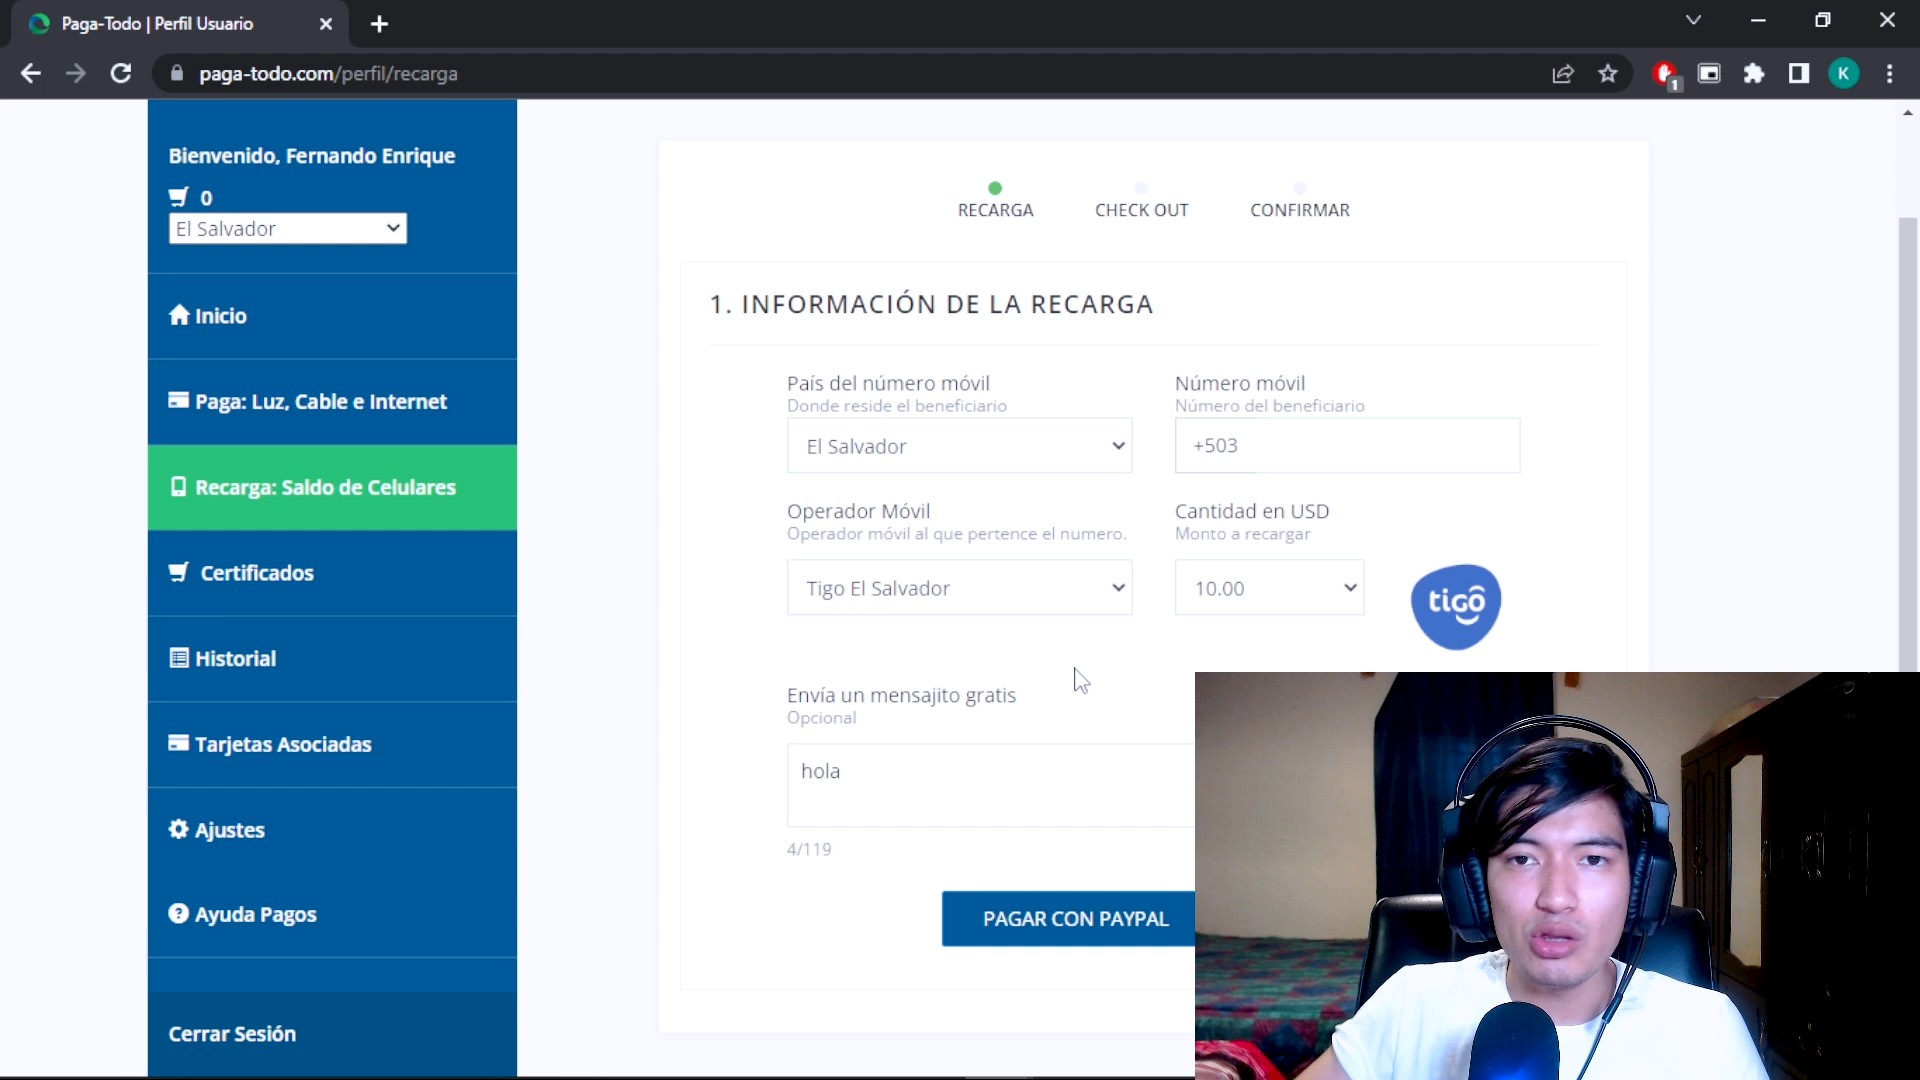 Paga-Todo | Perfil Usuario
paga-todo.com/perfil/recarga
1
K
Bienvenido, Fernando Enrique
0
El Salvador
Inicio
Paga: Luz, Cable e Internet
Recarga: Saldo de Celulares
Certificados
Historial
Tarjetas Asociadas
Ajustes
Ayuda Pagos
Cerrar Sesión
RECARGA
CHECK OUT
CONFIRMAR
1. INFORMACIÓN DE LA RECARGA
País del número móvil
Donde reside el beneficiario
El Salvador
Número móvil
Número del beneficiario
+503
Operador Móvil
Operador móvil al que pertence el numero.
Tigo El Salvador
Cantidad en USD
Monto a recargar
10.00
tigo
Envía un mensajito gratis
Opcional
hola
4/119
PAGAR CON PAYPAL